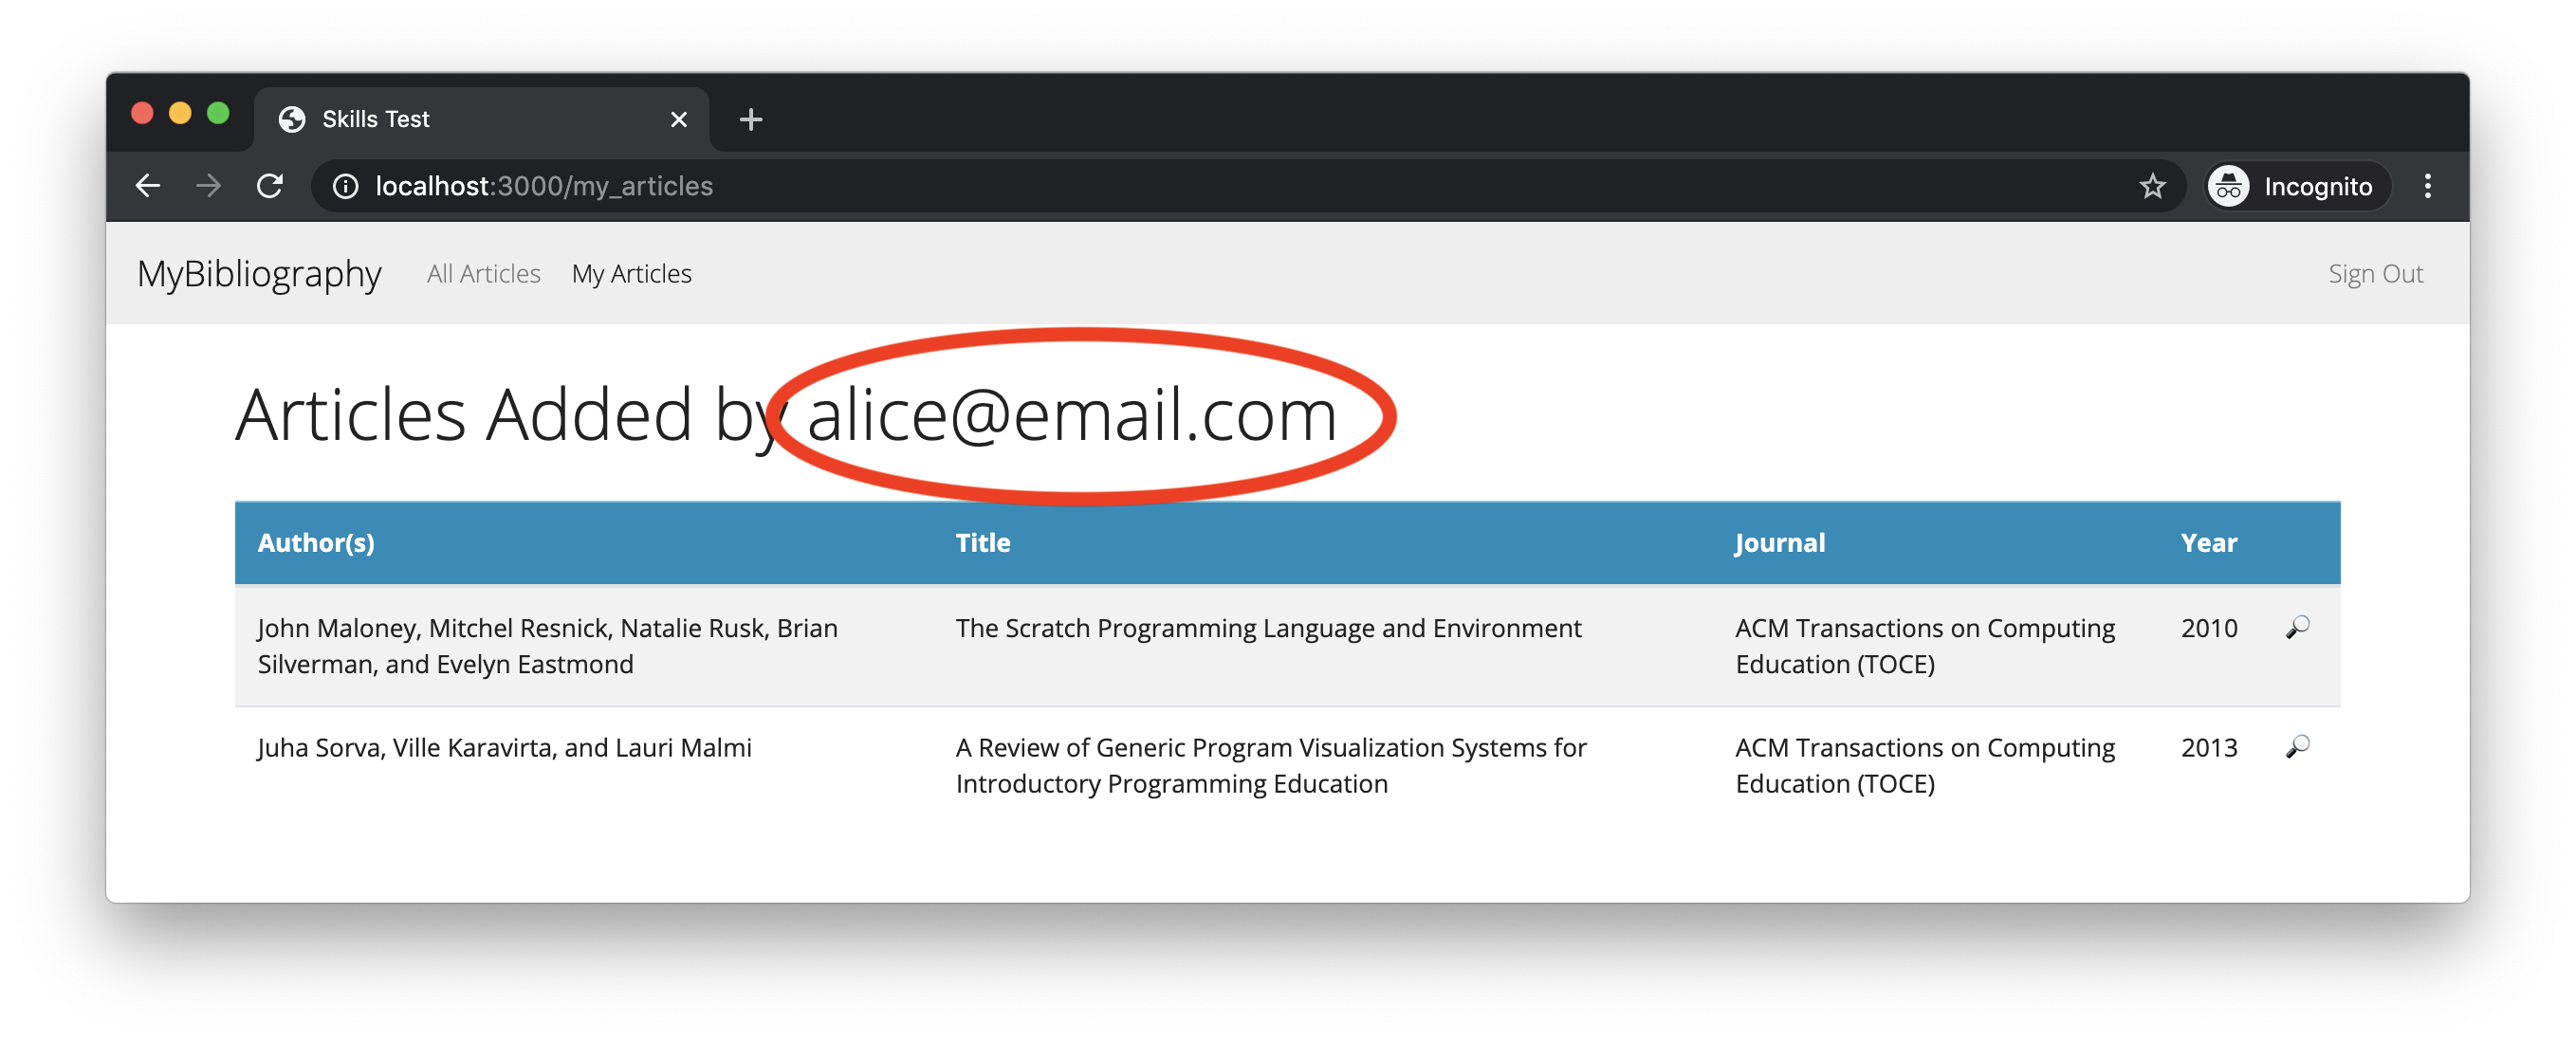 Skills Test
localhost:3000/my_articles
Incognito
MyBibliography All Articles My Articles Sign Out
Articles Added by alice@email.com
Author(s) Title Journal Year
John Maloney, Mitchel Resnick, Natalie Rusk, Brian
Silverman, and Evelyn Eastmond
The Scratch Programming Language and Environment
ACM Transactions on Computing
Education (TOCE)
2010
Juha Sorva, Ville Karavirta, and Lauri Malmi
A Review of Generic Program Visualization Systems for
Introductory Programming Education
ACM Transactions on Computing
Education (TOCE)
2013